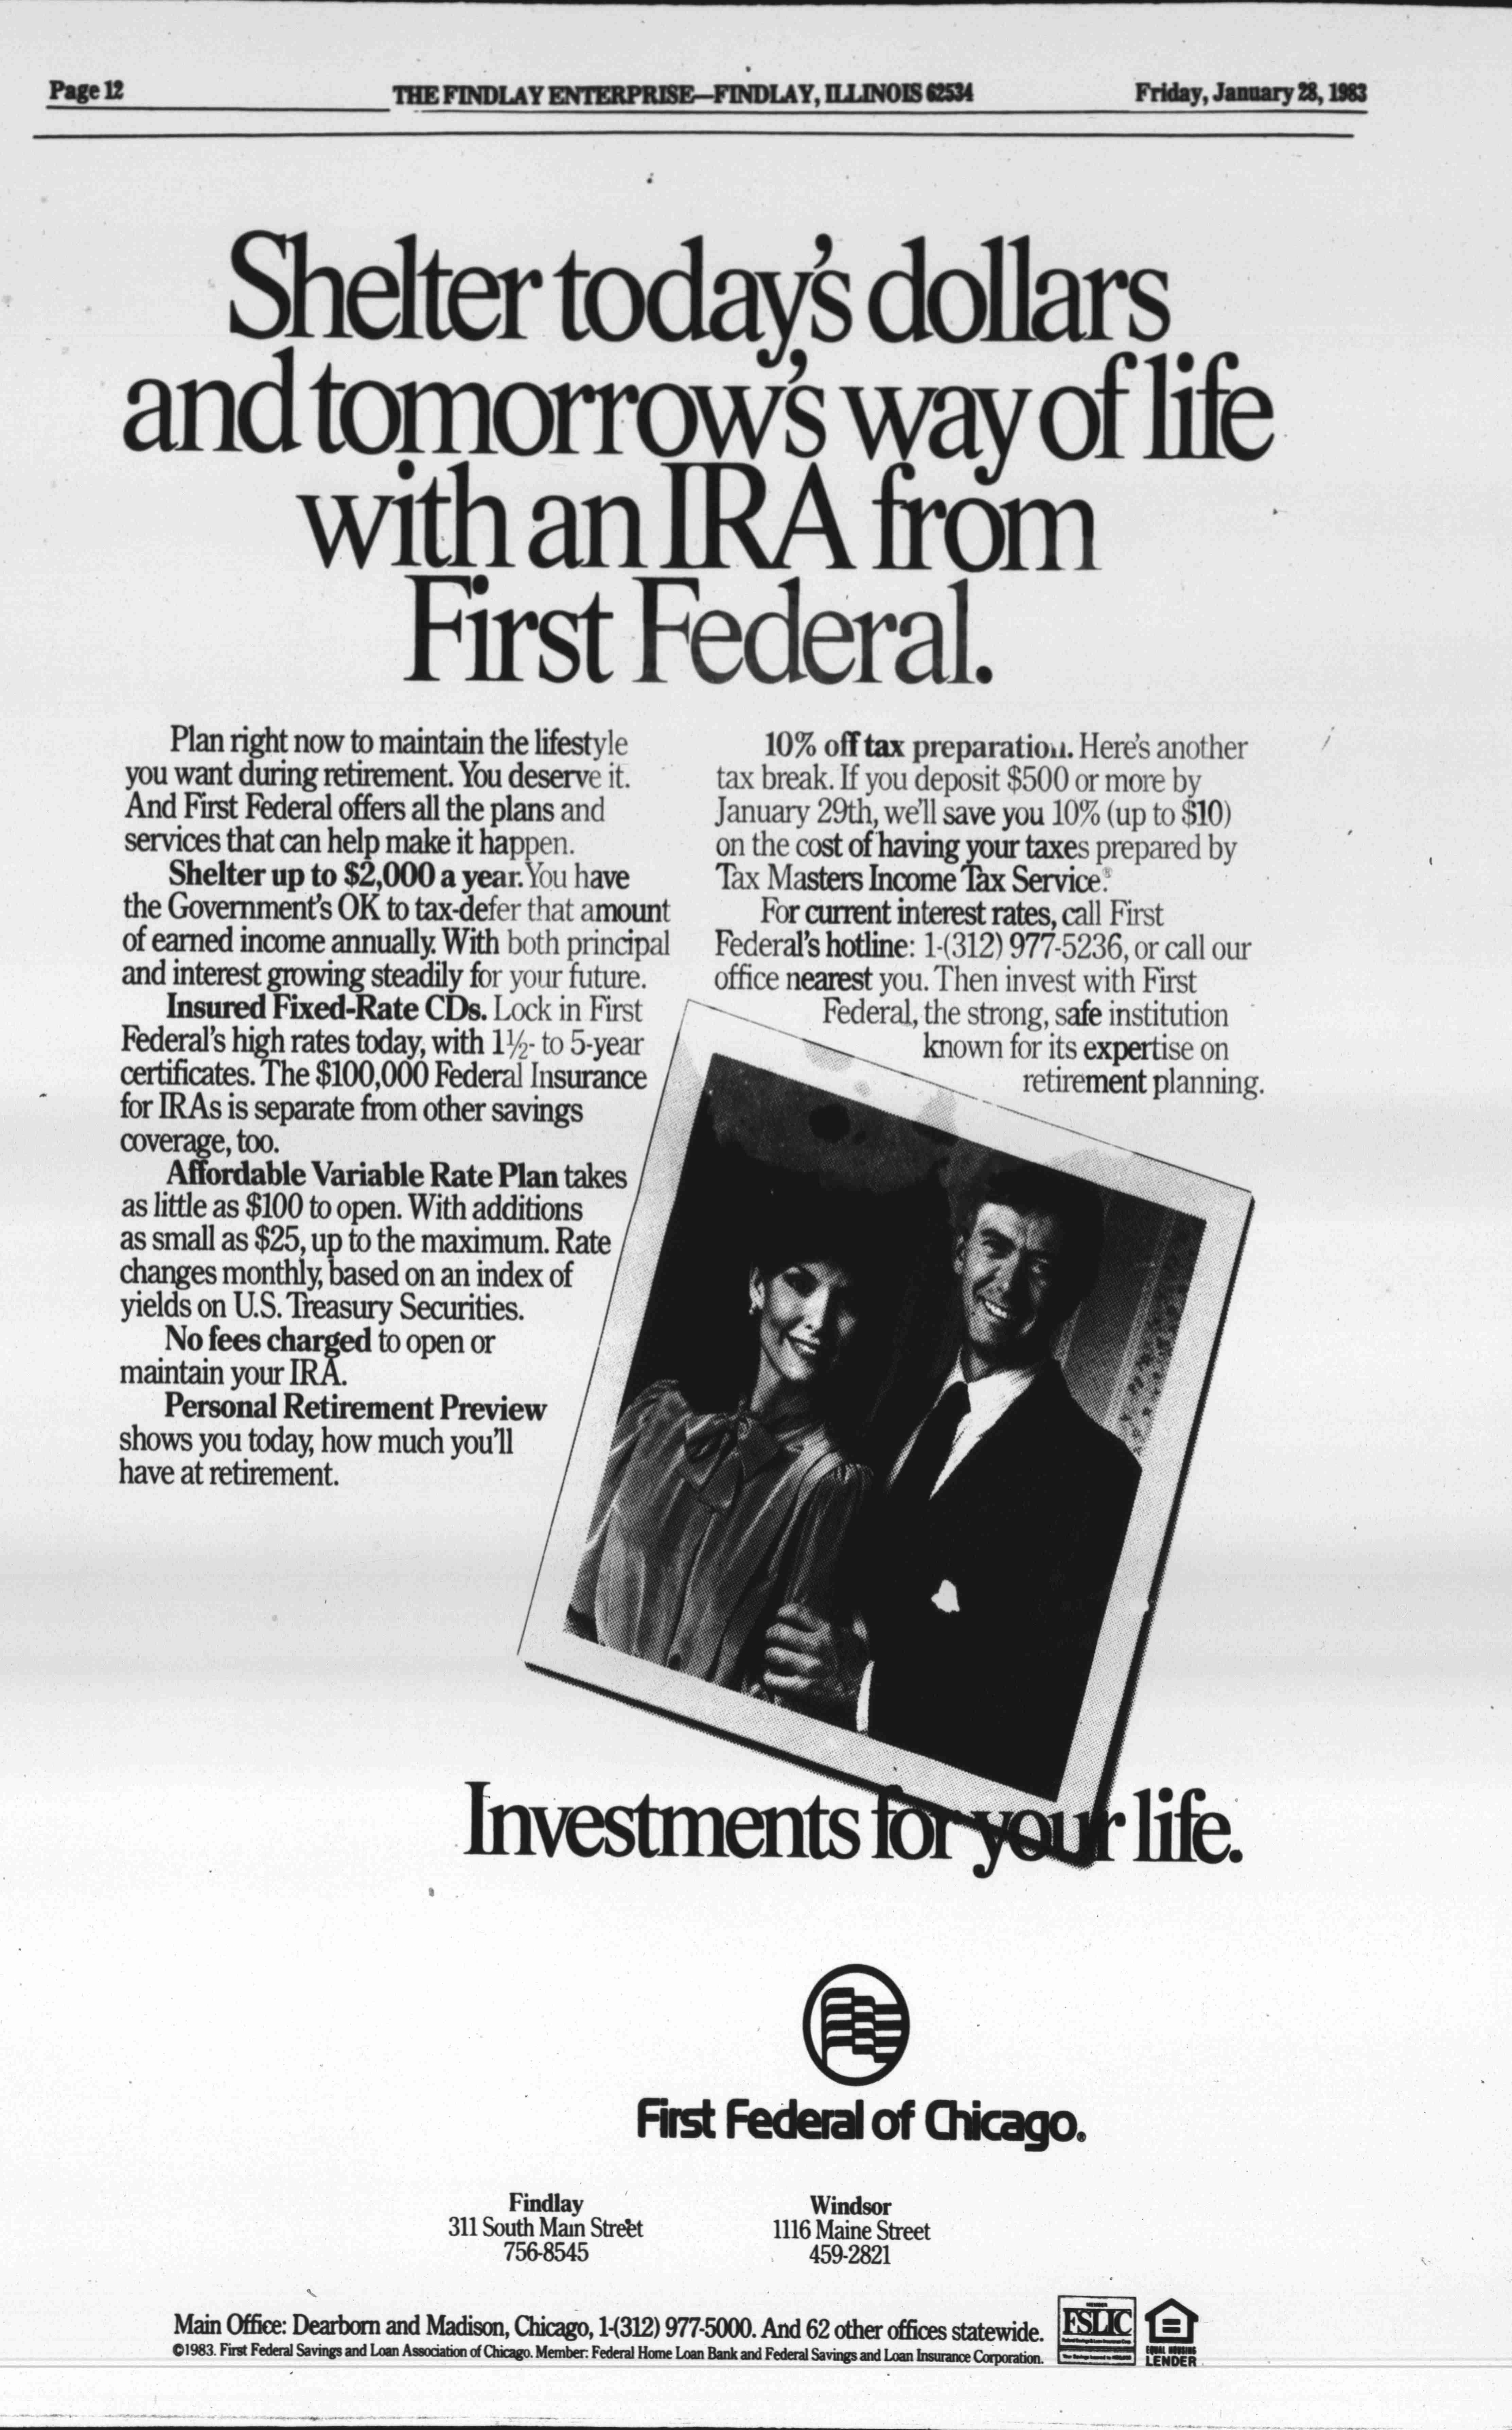 Page 12
THE FINDLAY ENTERPRISE—FINDLAY, ILLINOIS 62534
Friday, January 28, 1983
Shelter today's dollars
and tomorrow's way of life
with an IRA from
First Federal.
Plan right now to maintain the lifestyle
you want during retirement. You deserve it.
And First Federal offers all the plans and
services that can help make it happen.
Shelter up to $2,000 a year. You have
the Government's OK to tax-defer that amount
of earned income annually. With both principal
and interest growing steadily for your future.
Insured Fixed-Rate CDs. Lock in First
Federal's high rates today, with 1½- to 5-year
certificates. The $100,000 Federal Insurance
for IRAs is separate from other savings
coverage, too.
Affordable Variable Rate Plan takes
as little as $100 to open. With additions
as small as $25, up to the maximum. Rate
changes monthly, based on an index of
yields on U.S. Treasury Securities.
No fees charged to open or
maintain your IRA.
Personal Retirement Preview
shows you today, how much you'll
have at retirement.
10% off tax preparation. Here's another
tax break. If you deposit $500 or more by
January 29th, we'll save you 10% (up to $10)
on the cost of having your taxes prepared by
Tax Masters Income Tax Service.®
For current interest rates, call First
Federal's hotline: 1-(312) 977-5236, or call our
office nearest you. Then invest with First
Federal, the strong, safe institution
known for its expertise on
retirement planning.
Investments for your life.
First Federal of Chicago.
Findlay
311 South Main Street
756-8545
Windsor
1116 Maine Street
459-2821
Main Office: Dearborn and Madison, Chicago, 1-(312) 977-5000. And 62 other offices statewide.
©1983. First Federal Savings and Loan Association of Chicago. Member: Federal Home Loan Bank and Federal Savings and Loan Insurance Corporation.
MEMBER
FSLIC
EQUAL HOUSING
LENDER